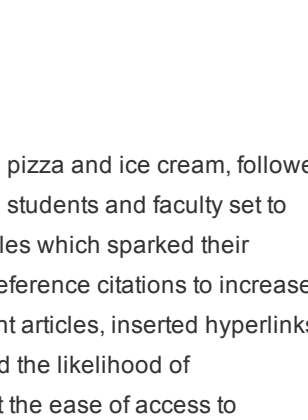 pizza and ice cream, followe
students and faculty set to
les which sparked their
eference citations to increase
nt articles, inserted hyperlinks
d the likelihood of
t the ease of access to